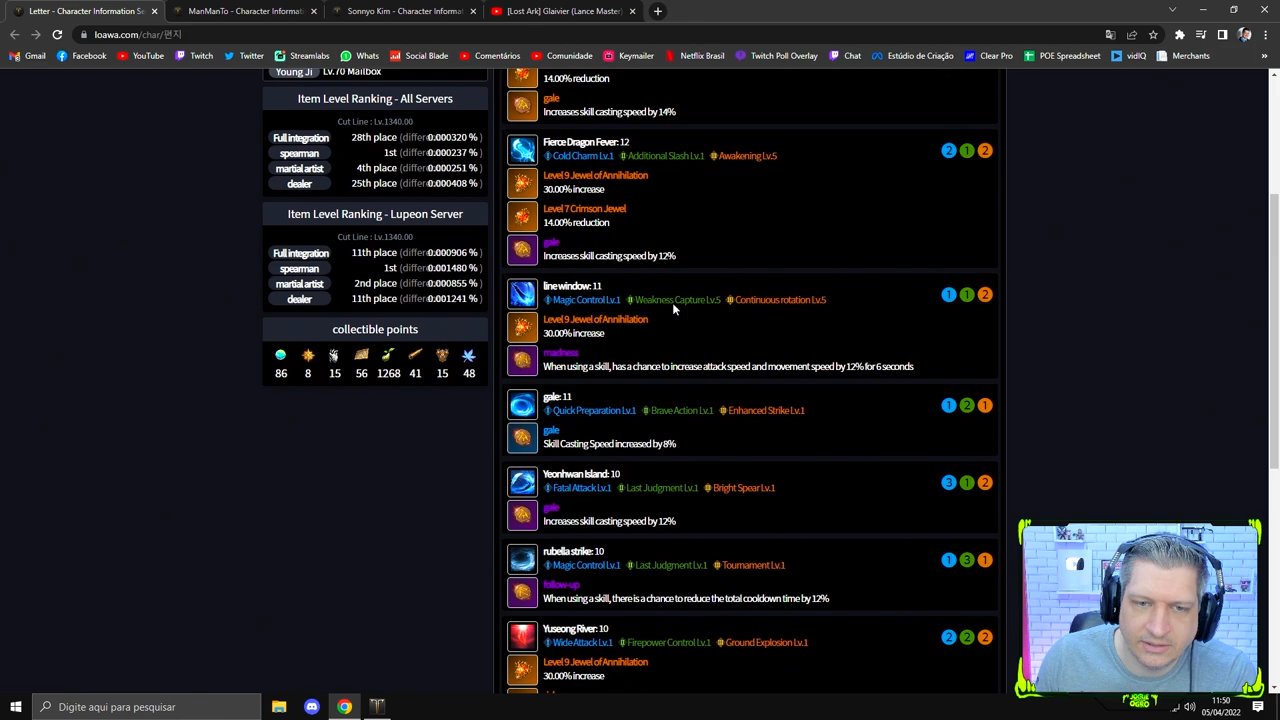 Letter - Character Information Se
ManManTo - Character Informati
Sonnyo Kim - Character Informat
[Lost Ark] Glaivier (Lance Master)
loawa.com/char/편지
Gmail Facebook YouTube Twitch Twitter Streamlabs Whats Social Blade Comentários Comunidade Keymailer Netflix Brasil Twitch Poll Overlay Chat Estúdio de Criação Clear Pro POE Spreadsheet vidIQ Merchants
Young Ji Lv.70 Mailbox
Item Level Ranking - All Servers
Cut Line : Lv.1340.00
Full integration 28th place (differ 0.000320 %)
spearman 1st (differ 0.000237 %)
martial artist 4th place (differ 0.000251 %)
dealer 25th place (differ 0.000408 %)
Item Level Ranking - Lupeon Server
Cut Line : Lv.1340.00
Full integration 11th place (differ 0.000906 %)
spearman 1st (differ 0.001480 %)
martial artist 2nd place (differ 0.000855 %)
dealer 11th place (differ 0.001241 %)
collectible points
86 8 15 56 1268 41 15 48
14.00% reduction
gale
Increases skill casting speed by 14%
Fierce Dragon Fever: 12
Cold Charm Lv.1 Additional Slash Lv.1 Awakening Lv.5
2 1 2
Level 9 Jewel of Annihilation
30.00% increase
Level 7 Crimson Jewel
14.00% reduction
gale
Increases skill casting speed by 12%
line window: 11
Magic Control Lv.1 Weakness Capture Lv.5 Continuous rotation Lv.5
1 1 2
Level 9 Jewel of Annihilation
30.00% increase
madness
When using a skill, has a chance to increase attack speed and movement speed by 12% for 6 seconds
gale: 11
Quick Preparation Lv.1 Brave Action Lv.1 Enhanced Strike Lv.1
1 2 1
gale
Skill Casting Speed increased by 8%
Yeonhwan Island: 10
Fatal Attack Lv.1 Last Judgment Lv.1 Bright Spear Lv.1
3 1 2
gale
Increases skill casting speed by 12%
rubella strike: 10
Magic Control Lv.1 Last Judgment Lv.1 Tournament Lv.1
1 3 1
follow-up
When using a skill, there is a chance to reduce the total cooldown time by 12%
Yuseong River: 10
Wide Attack Lv.1 Firepower Control Lv.1 Ground Explosion Lv.1
2 2 2
Level 9 Jewel of Annihilation
30.00% increase
Digite aqui para pesquisar
11:50
05/04/2022